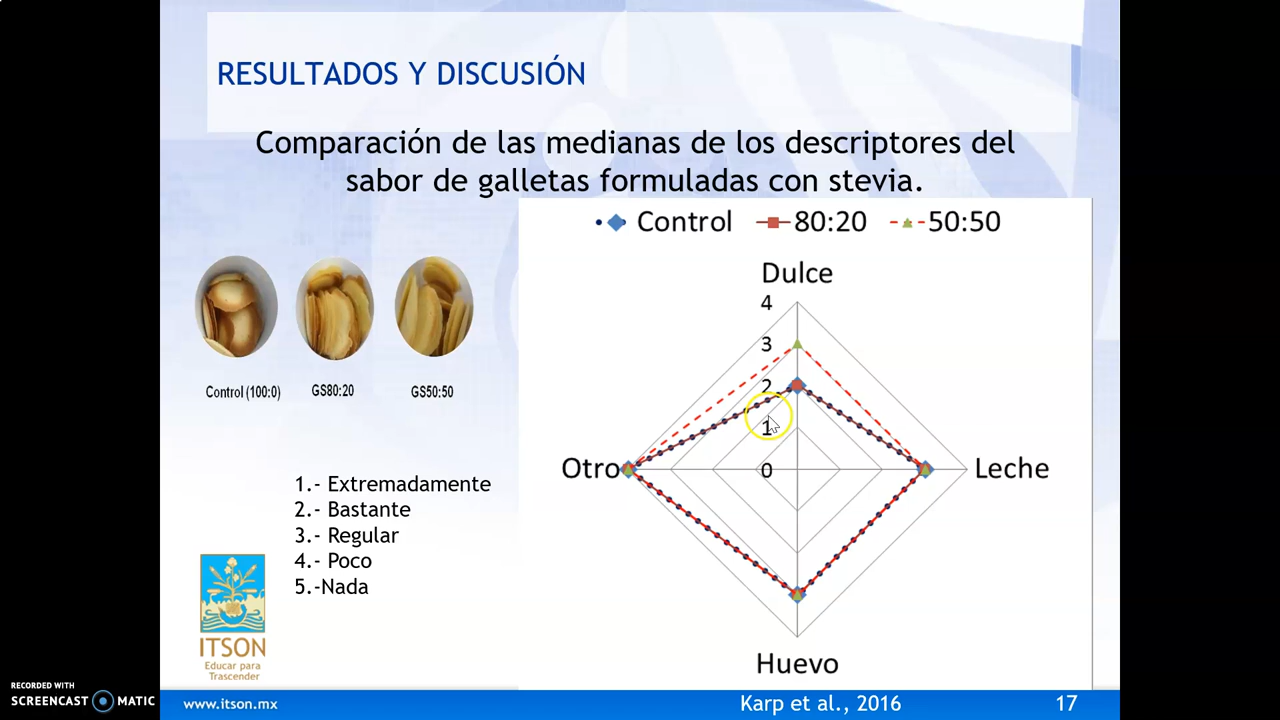 RESULTADOS Y DISCUSIÓN
Comparación de las medianas de los descriptores del
sabor de galletas formuladas con stevia.
Control 80:20 50:50
Dulce
4
3
2
1
0
Otro
Leche
Huevo
Control (100:0) GS80:20 GS50:50
1.- Extremadamente
2.- Bastante
3.- Regular
4.- Poco
5.-Nada
ITSON
Educar para
Trascender
RECORDED WITH
SCREENCAST MATIC
www.itson.mx Karp et al., 2016 17